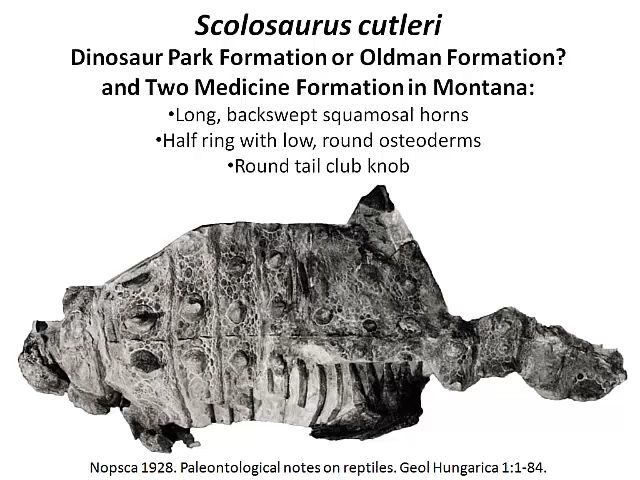 Scolosaurus cutleri
Dinosaur Park Formation or Oldman Formation?
and Two Medicine Formation in Montana:
•Long, backswept squamosal horns
•Half ring with low, round osteoderms
•Round tail club knob
Nopsca 1928. Paleontological notes on reptiles. Geol Hungarica 1:1-84.